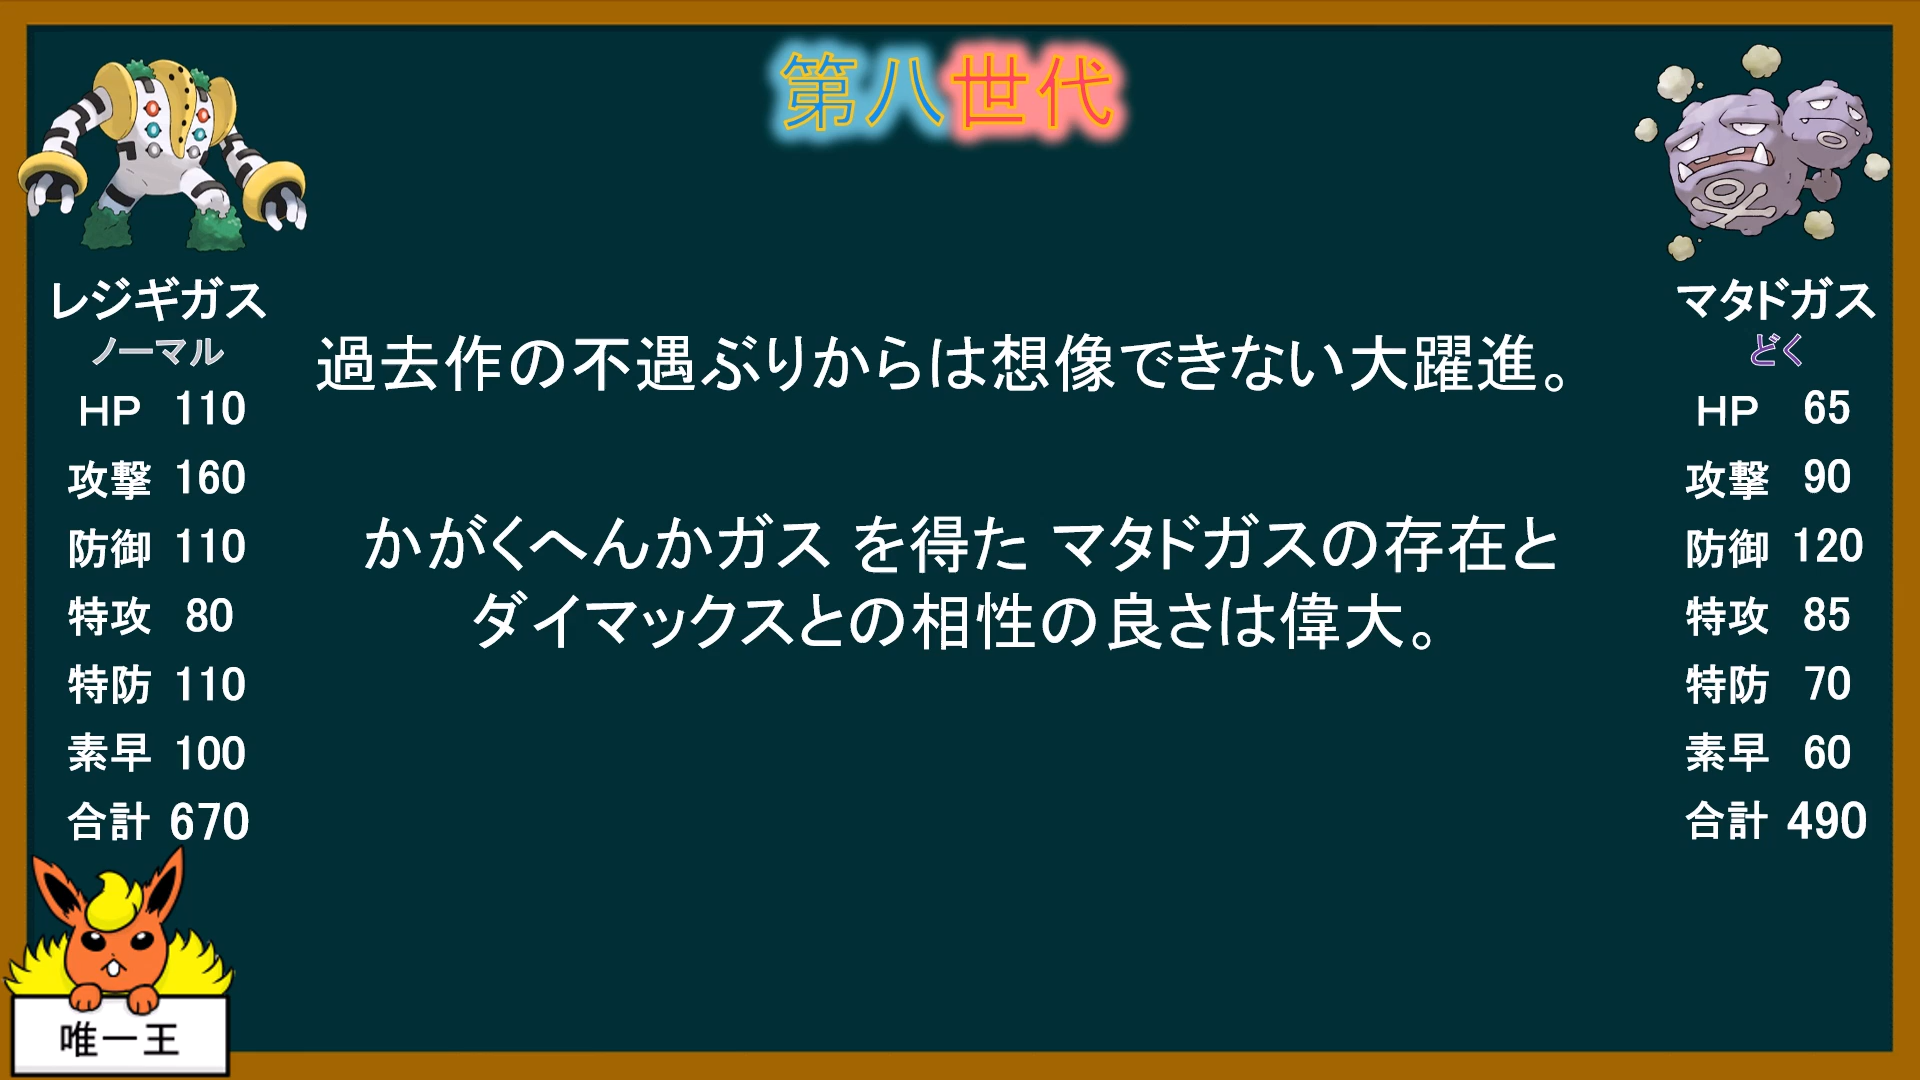 第八世代
レジギガス
ノーマル
HP 110
攻撃 160
防御 110
特攻 80
特防 110
素早 100
合計 670
過去作の不遇ぶりからは想像できない大躍進。
かがくへんかガス を得た マタドガスの存在と
ダイマックスとの相性の良さは偉大。
マタドガス
どく
HP 65
攻撃 90
防御 120
特攻 85
特防 70
素早 60
合計 490
唯一王